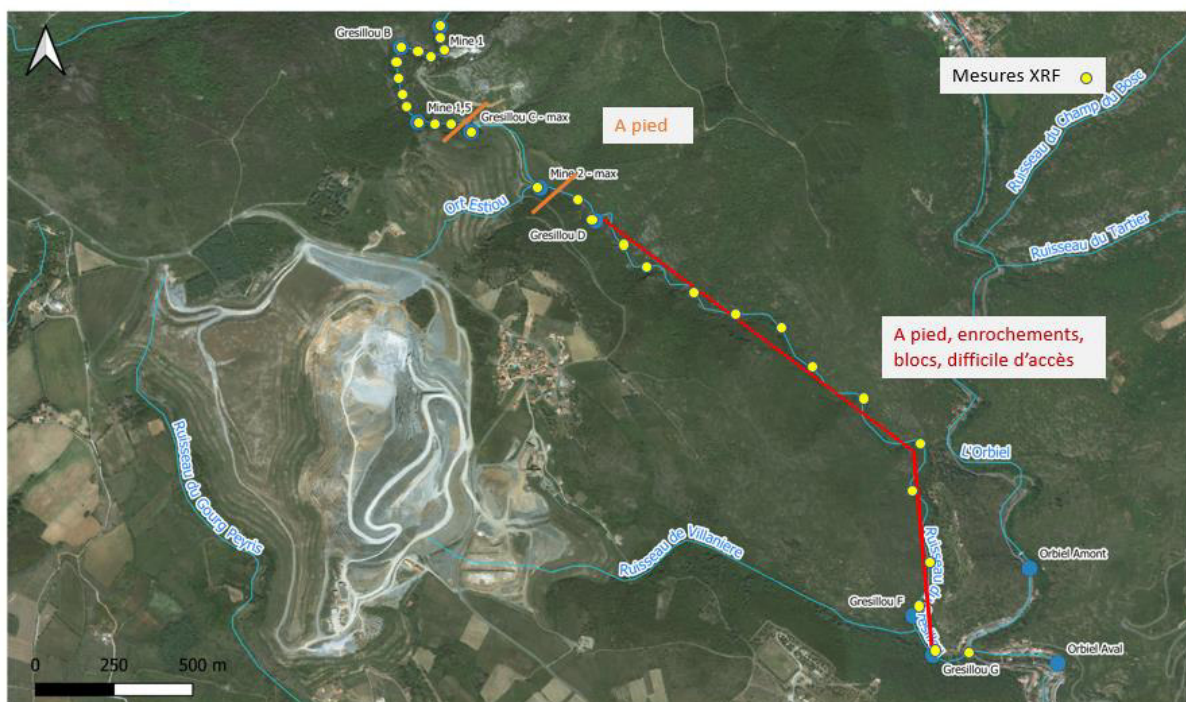 Gresillou B
Mine 1
Mesures XRF
Mine 1,5
Gresillou C - max
A pied
Ruisseau du Champ du Bosc
Mine 2 - max
Ort Estiou
Gresillou D
Ruisseau du Tartier
A pied, enrochements,
blocs, difficile d'accès
L'Orbiel
Ruisseau du Gourg Peyris
Ruisseau de Villaniere
Ruisseau du
Orbiel Amont
Gresillou F
Orbiel Aval
Gresillou G
0 250 500 m